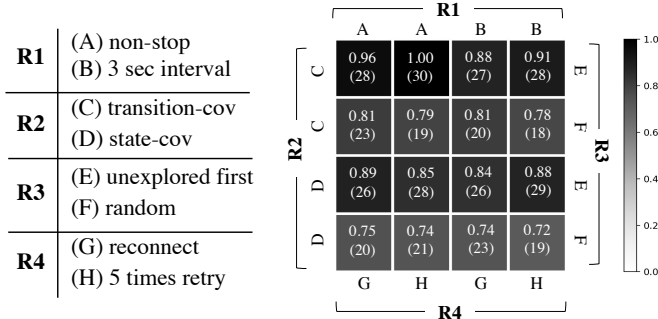 R1
(A) non-stop
(B) 3 sec interval
R2
(C) transition-cov
(D) state-cov
R3
(E) unexplored first
(F) random
R4
(G) reconnect
(H) 5 times retry
R1
A A B B
R2
C 0.96 1.00 0.88 0.91 E
(28) (30) (27) (28)
C 0.81 0.79 0.81 0.78 F
(23) (19) (20) (18)
D 0.89 0.85 0.84 0.88 E
(26) (28) (26) (29)
D 0.75 0.74 0.74 0.72 F
(20) (21) (23) (19)
R3
G H G H
R4
1.0
0.8
0.6
0.4
0.2
0.0